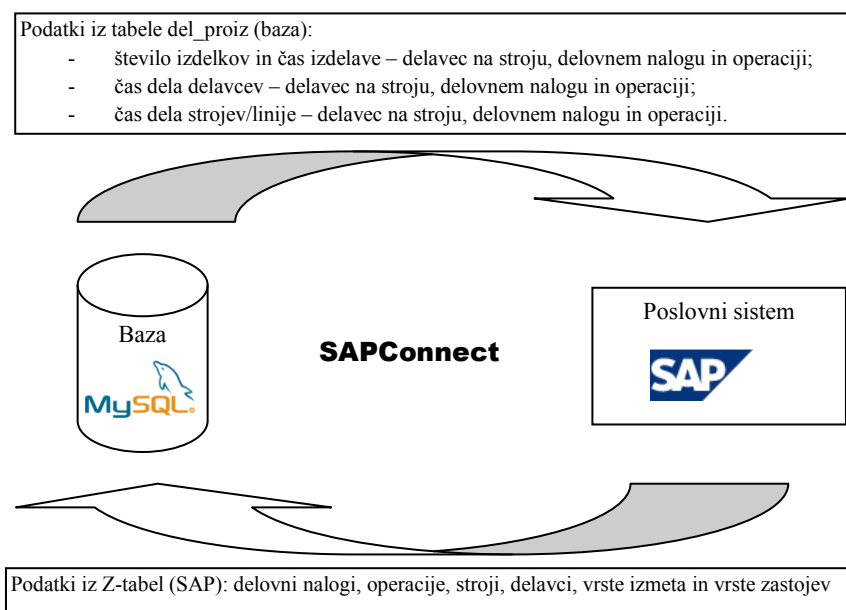 Podatki iz tabele del_proiz (baza):
- število izdelkov in čas izdelave – delavec na stroju, delovnem nalogu in operaciji;
- čas dela delavcev – delavec na stroju, delovnem nalogu in operaciji;
- čas dela strojev/linije – delavec na stroju, delovnem nalogu in operaciji.
Baza
MySQL®
SAPConnect
Poslovni sistem
SAP
Podatki iz Z-tabel (SAP): delovni nalogi, operacije, stroji, delavci, vrste izmeta in vrste zastojev